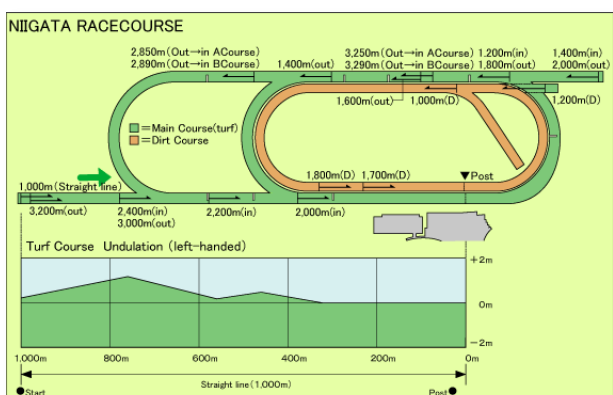 NIIGATA RACECOURSE
2,850m(Out→in ACourse)
2,890m(Out→in BCourse)
1,400m(out)
3,250m(Out→in ACourse)
3,290m(Out→in BCourse)
1.200m(in)
1,800m(out)
1,400m(in)
2,000m(out)
1,600m(out)
1,000m(D)
1,200m(D)
=Main Course(turf)
=Dirt Course
1,000m(Straight line)
1,800m(D)
1,700m(D)
Post
3,200m(out)
2,400m(in)
3,000m(out)
2,200m(in)
2,000m(in)
Turf Course Undulation (left-handed)
+2m
0m
-2m
1,000m
800m
600m
400m
200m
0m
Straight line(1,000m)
Start
Post